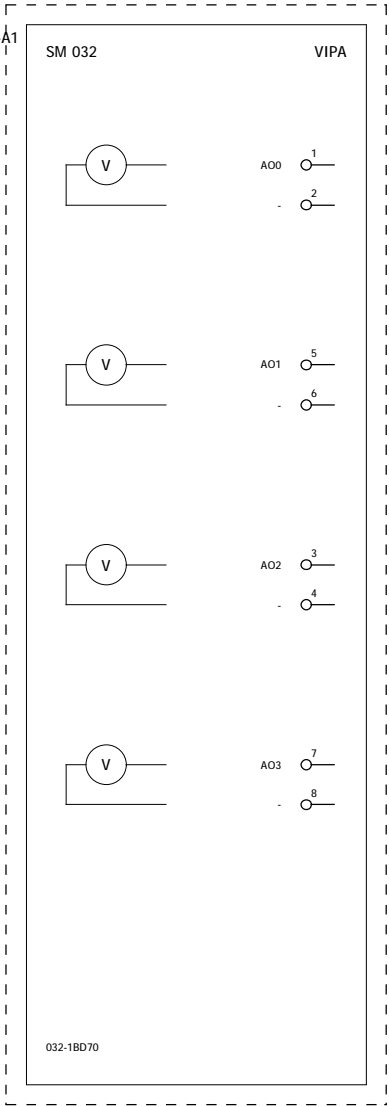 A1
SM 032 VIPA
V AO0 1
- 2
V AO1 5
- 6
V AO2 3
- 4
V AO3 7
- 8
032-1BD70